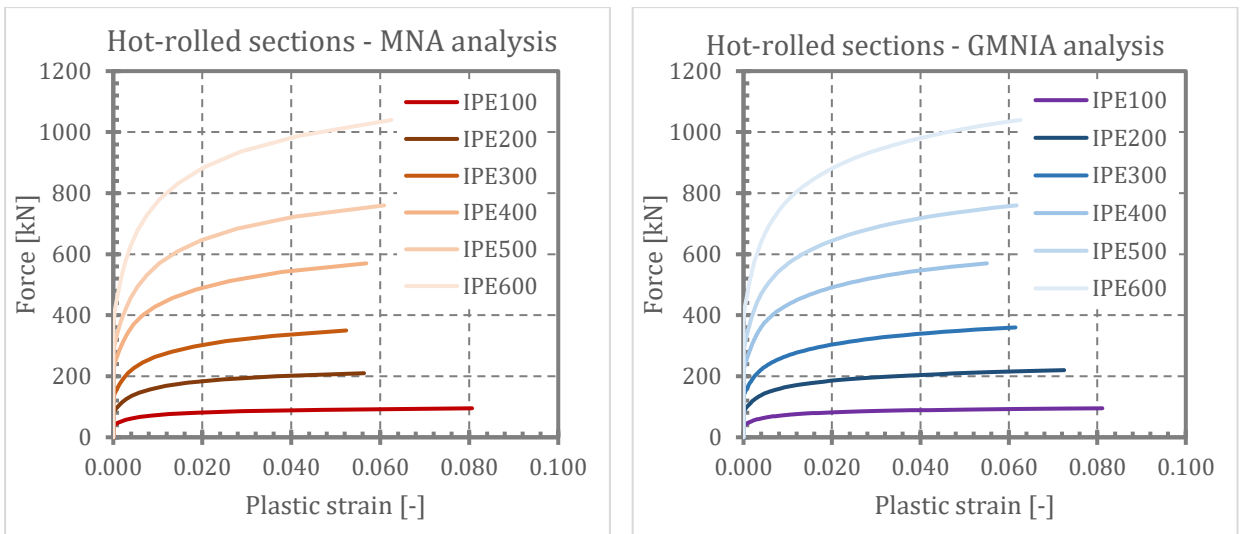 Hot-rolled sections - MNA analysis
1200
1000
800
600
400
200
0
Force [kN]
0.000 0.020 0.040 0.060 0.080 0.100
Plastic strain [-]
IPE100
IPE200
IPE300
IPE400
IPE500
IPE600
Hot-rolled sections - GMNIA analysis
1200
1000
800
600
400
200
0
Force [kN]
0.000 0.020 0.040 0.060 0.080 0.100
Plastic strain [-]
IPE100
IPE200
IPE300
IPE400
IPE500
IPE600